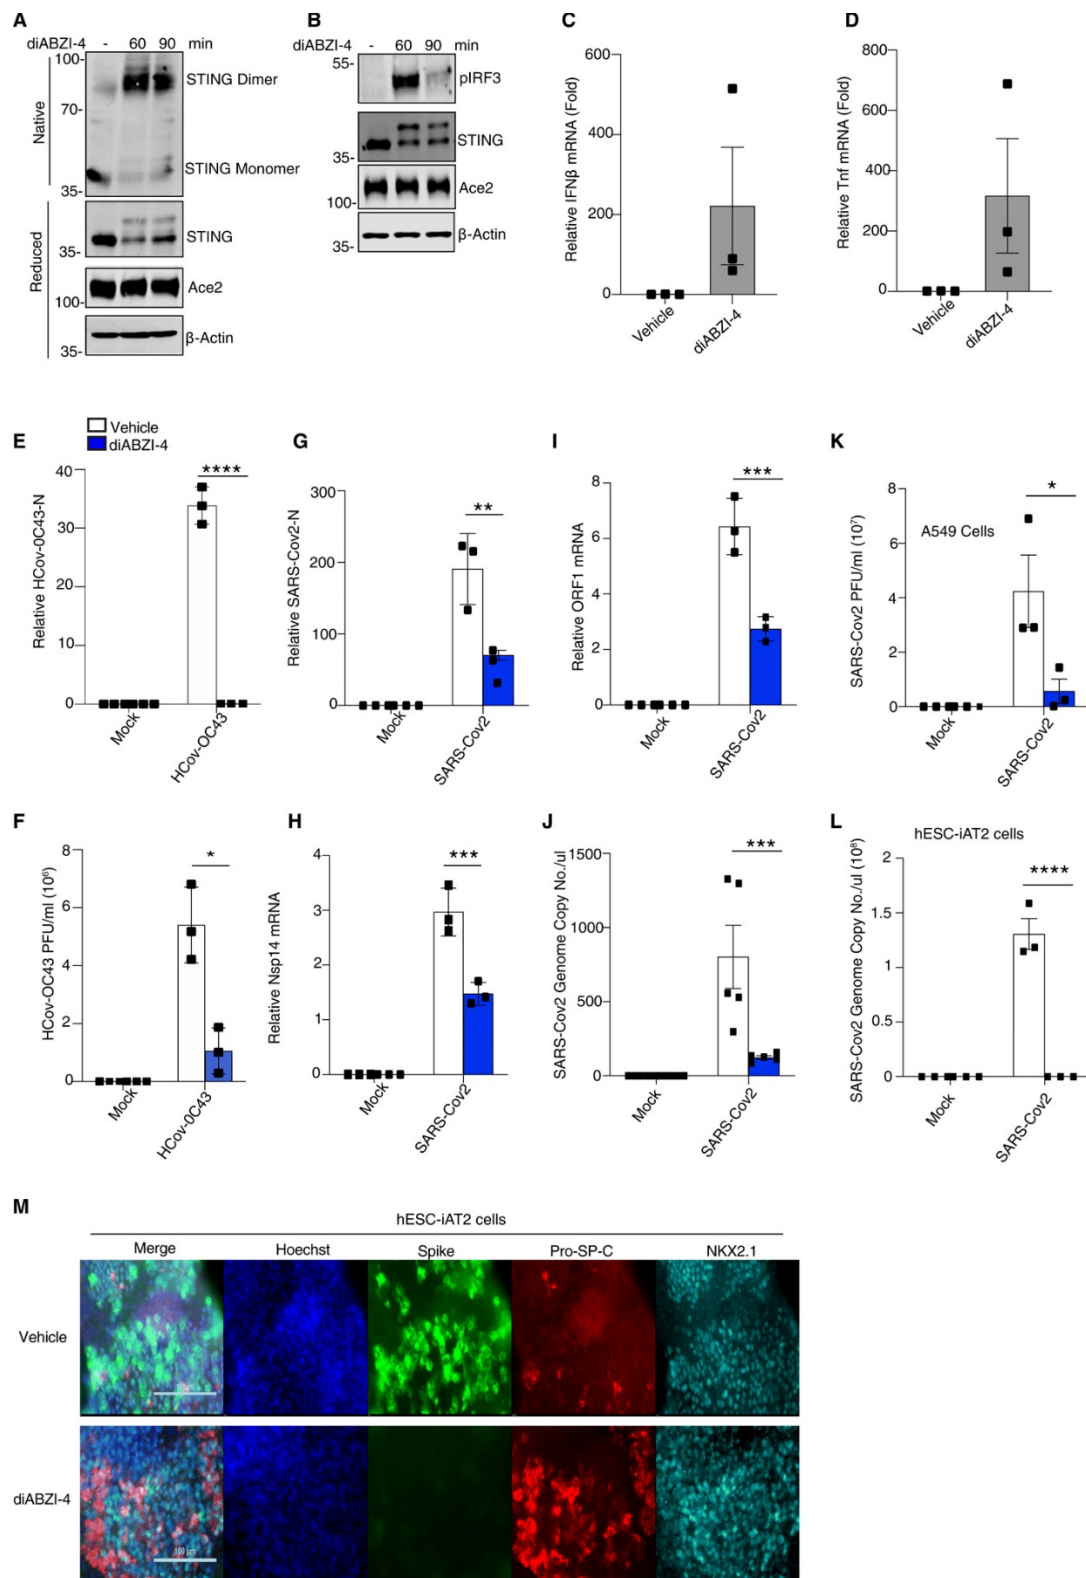 A
diABZI-4 - 60 90 min
100-
70-
35-
35-
100-
35-
Native
Reduced
STING Dimer
STING Monomer
STING
Ace2
β-Actin
B
diABZI-4 - 60 90 min
55-
35-
100-
35-
pIRF3
STING
Ace2
β-Actin
C
Relative IFNβ mRNA (Fold)
600
400
200
0
Vehicle
diABZI-4
D
Relative Tnf mRNA (Fold)
800
600
400
200
0
Vehicle
diABZI-4
Vehicle
diABZI-4
E
Relative HCov-0C43-N
40
30
20
10
0
****
Mock
HCov-OC43
G
Relative SARS-Cov2-N
300
200
100
0
**
Mock
SARS-Cov2
I
Relative ORF1 mRNA
8
6
4
2
0
***
Mock
SARS-Cov2
K
SARS-Cov2 PFU/ml (10⁷)
8
6
4
2
0
A549 Cells
*
Mock
SARS-Cov2
F
HCov-OC43 PFU/ml (10⁶)
8
6
4
2
0
*
Mock
HCov-0C43
H
Relative Nsp14 mRNA
4
3
2
1
0
***
Mock
SARS-Cov2
J
SARS-Cov2 Genome Copy No./ul
1500
1000
500
0
***
Mock
SARS-Cov2
L
SARS-Cov2 Genome Copy No./ul (10⁸)
hESC-iAT2 cells
2
1.5
1
0.5
0
****
Mock
SARS-Cov2
M
hESC-iAT2 cells
Merge Hoechst Spike Pro-SP-C NKX2.1
Vehicle
diABZI-4
100 µm